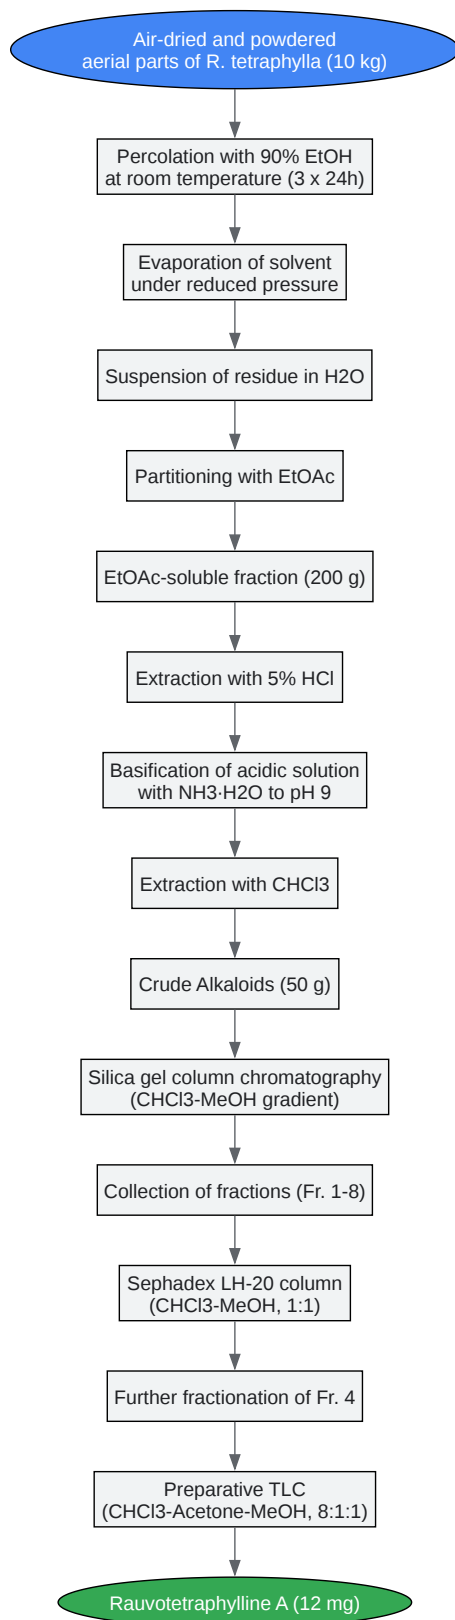 Air-dried and powdered
aerial parts of R. tetraphylla (10 kg)
Percolation with 90% EtOH
at room temperature (3 x 24h)
Evaporation of solvent
under reduced pressure
Suspension of residue in H2O
Partitioning with EtOAc
EtOAc-soluble fraction (200 g)
Extraction with 5% HCl
Basification of acidic solution
with NH3·H2O to pH 9
Extraction with CHCl3
Crude Alkaloids (50 g)
Silica gel column chromatography
(CHCl3-MeOH gradient)
Collection of fractions (Fr. 1-8)
Sephadex LH-20 column
(CHCl3-MeOH, 1:1)
Further fractionation of Fr. 4
Preparative TLC
(CHCl3-Acetone-MeOH, 8:1:1)
Rauvotetraphylline A (12 mg)